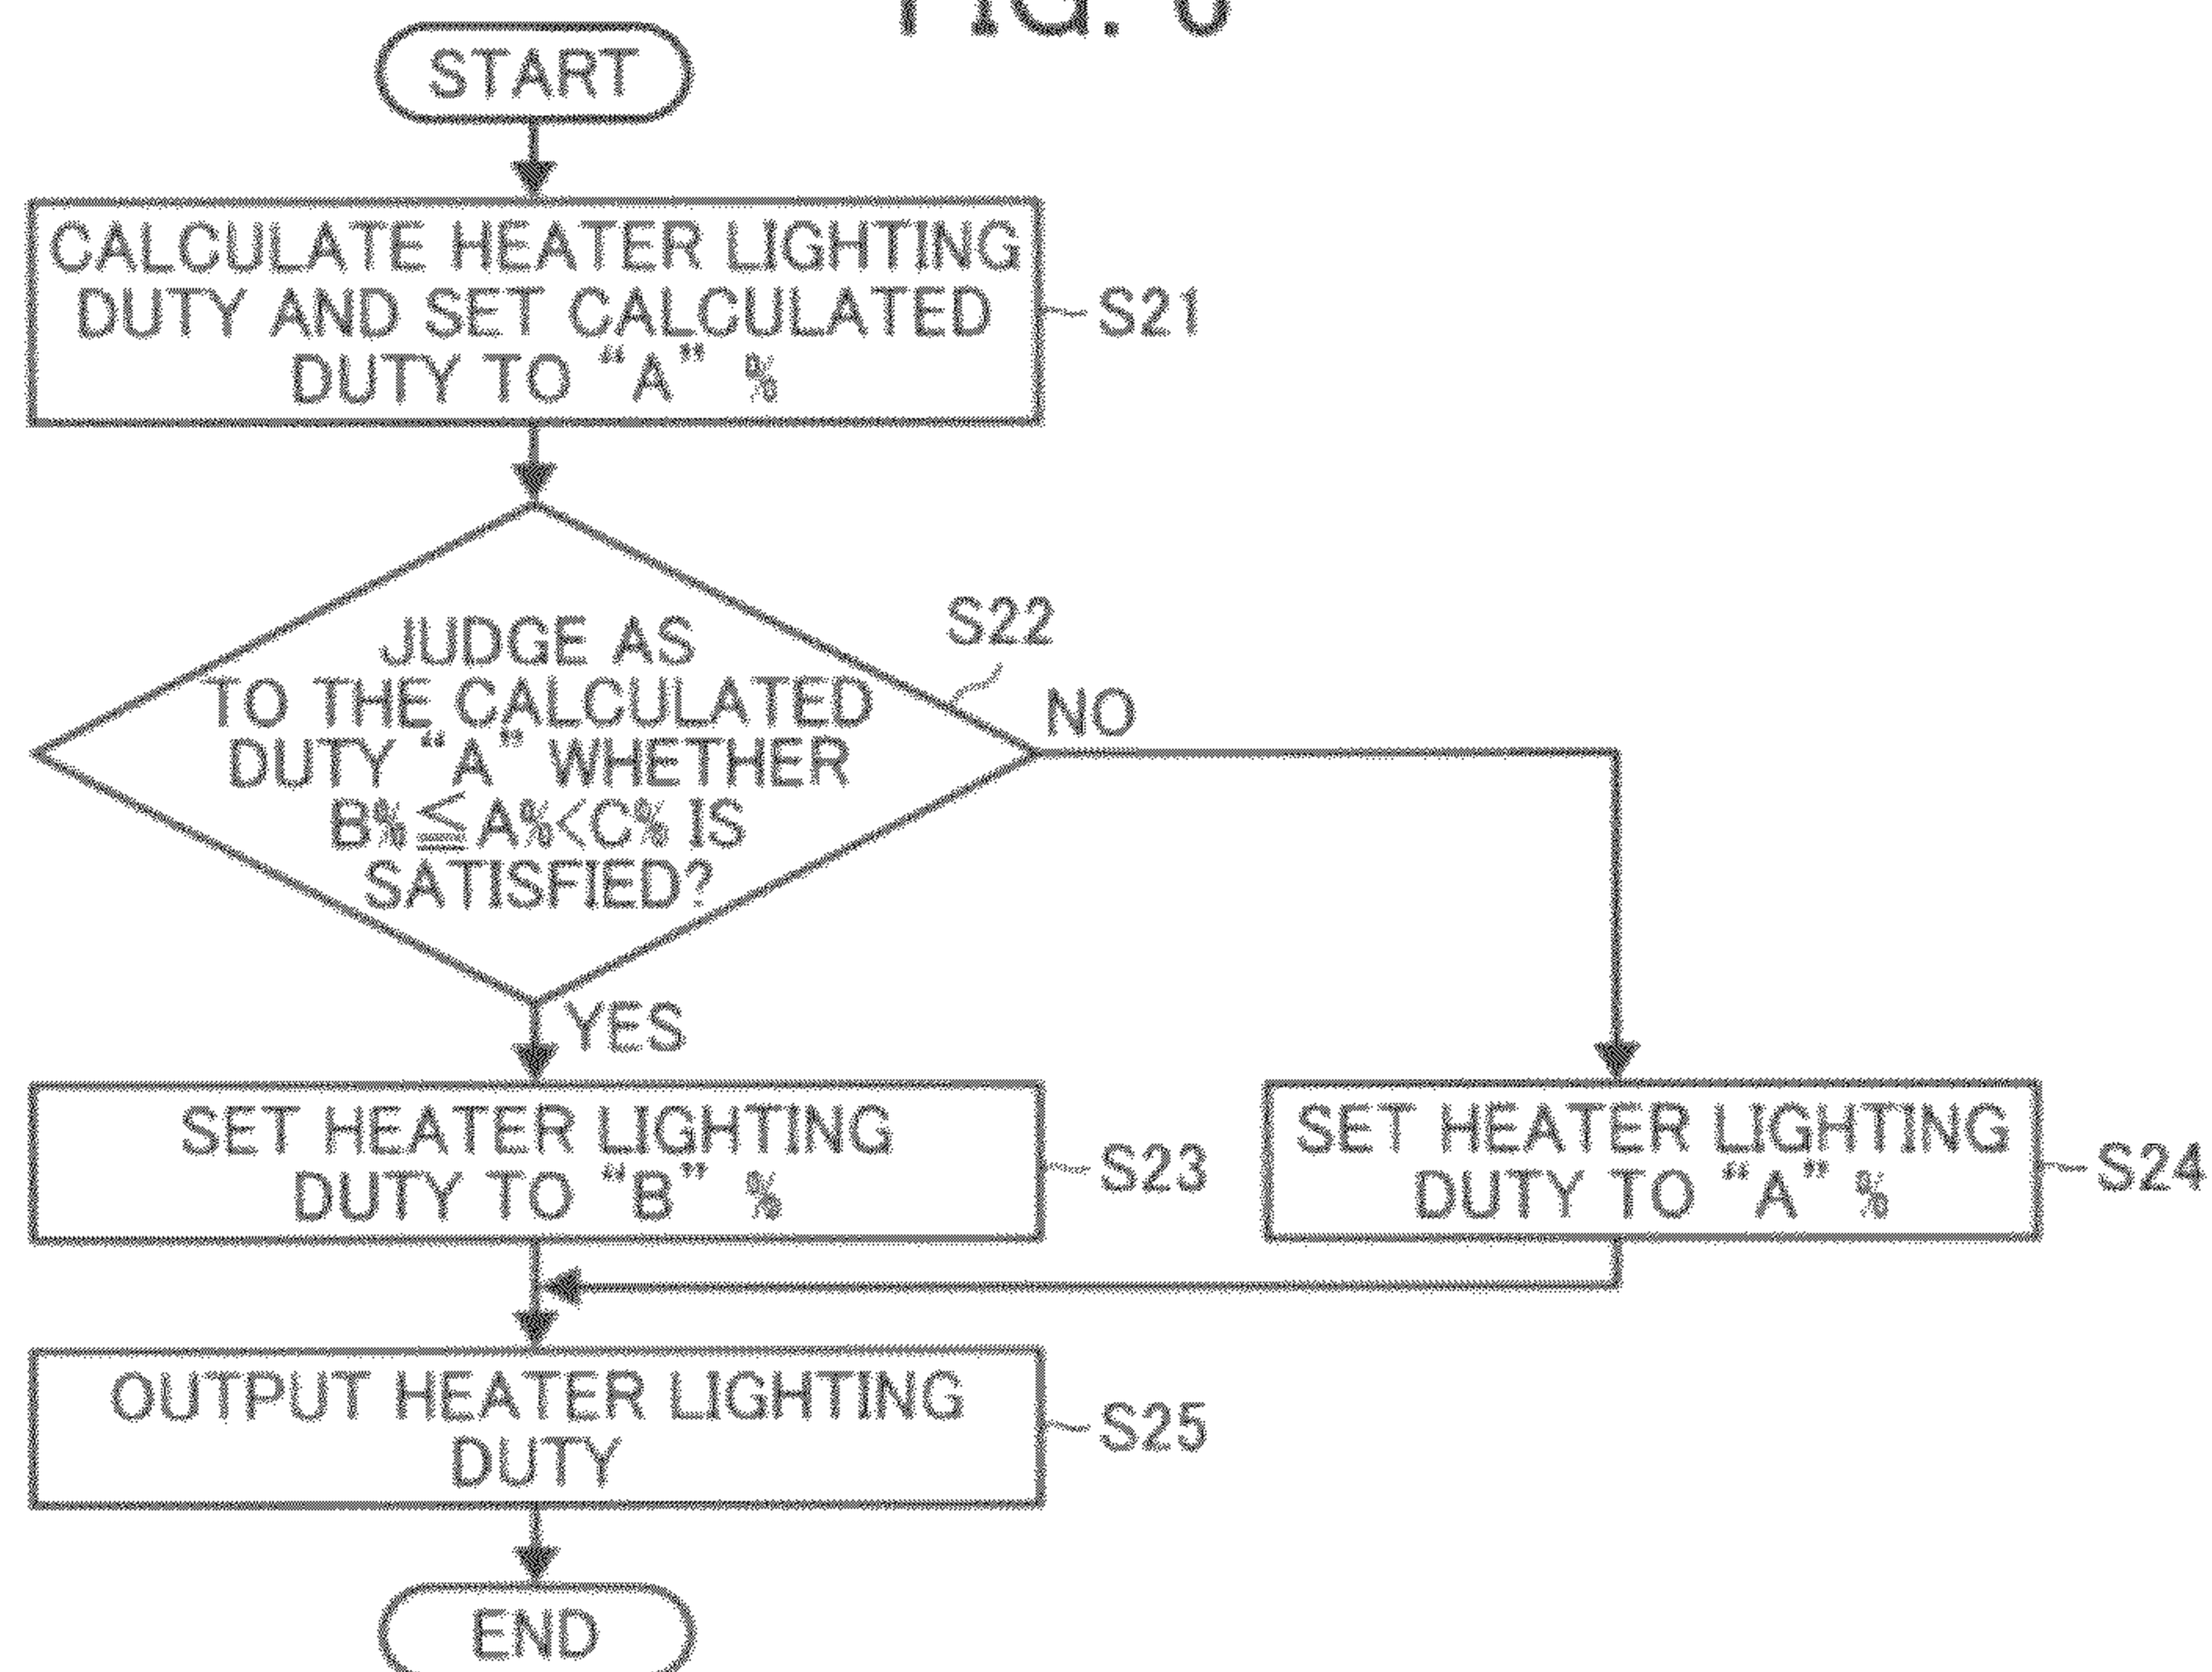 FIG.
START
CALCULATE HEATER LIGHTING
DUTY AND SET CALCULATED
DUTY TO “A” %
S21
JUDGE AS
TO THE CALCULATED
DUTY “A” WHETHER
B%≦A%<C% IS
SATISFIED?
S22
NO
YES
SET HEATER LIGHTING
DUTY TO “B” %
S23
SET HEATER LIGHTING
DUTY TO “A” %
S24
OUTPUT HEATER LIGHTING
DUTY
S25
END